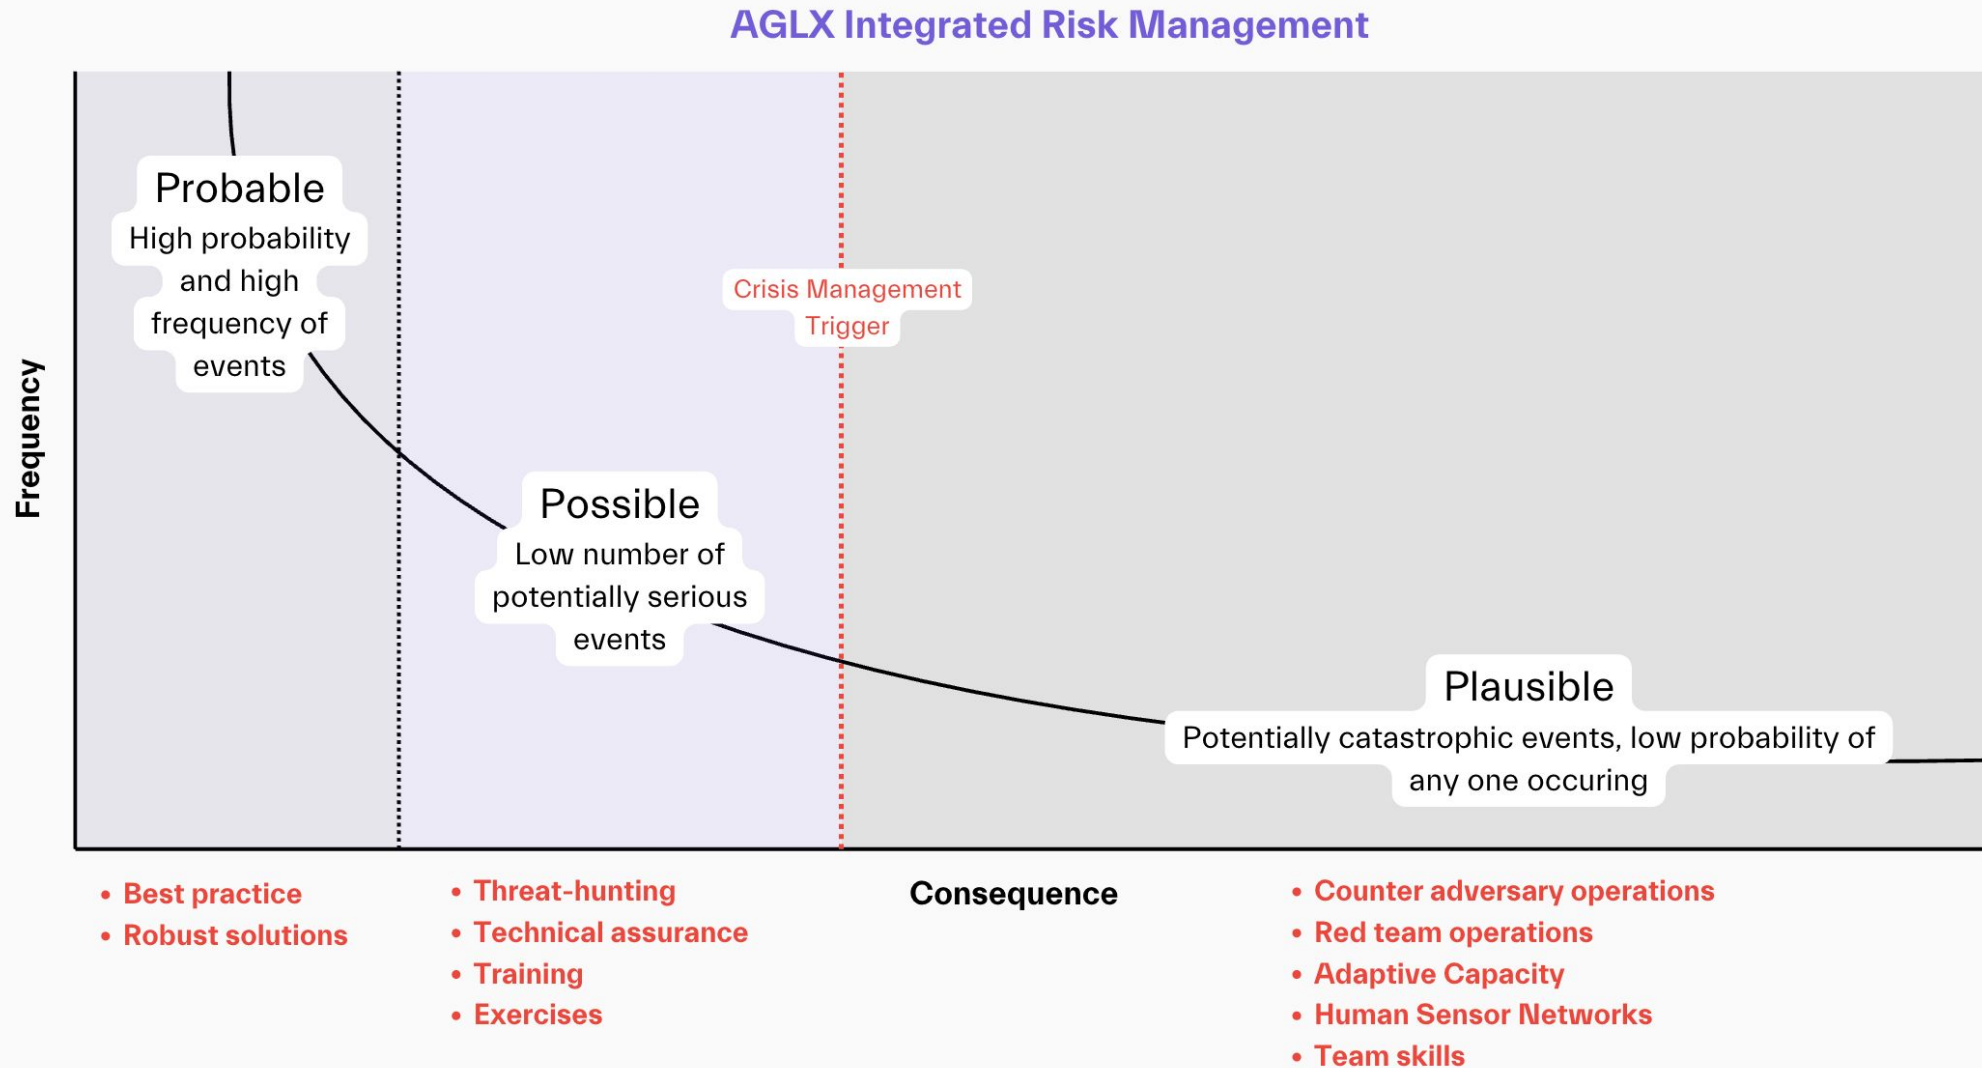 AGLX Integrated Risk Management
Frequency
Probable
High probability
and high
frequency of
events
Crisis Management
Trigger
Possible
Low number of
potentially serious
events
Plausible
Potentially catastrophic events, low probability of
any one occuring
• Best practice
• Robust solutions
• Threat-hunting
• Technical assurance
• Training
• Exercises
Consequence
• Counter adversary operations
• Red team operations
• Adaptive Capacity
• Human Sensor Networks
• Team skills